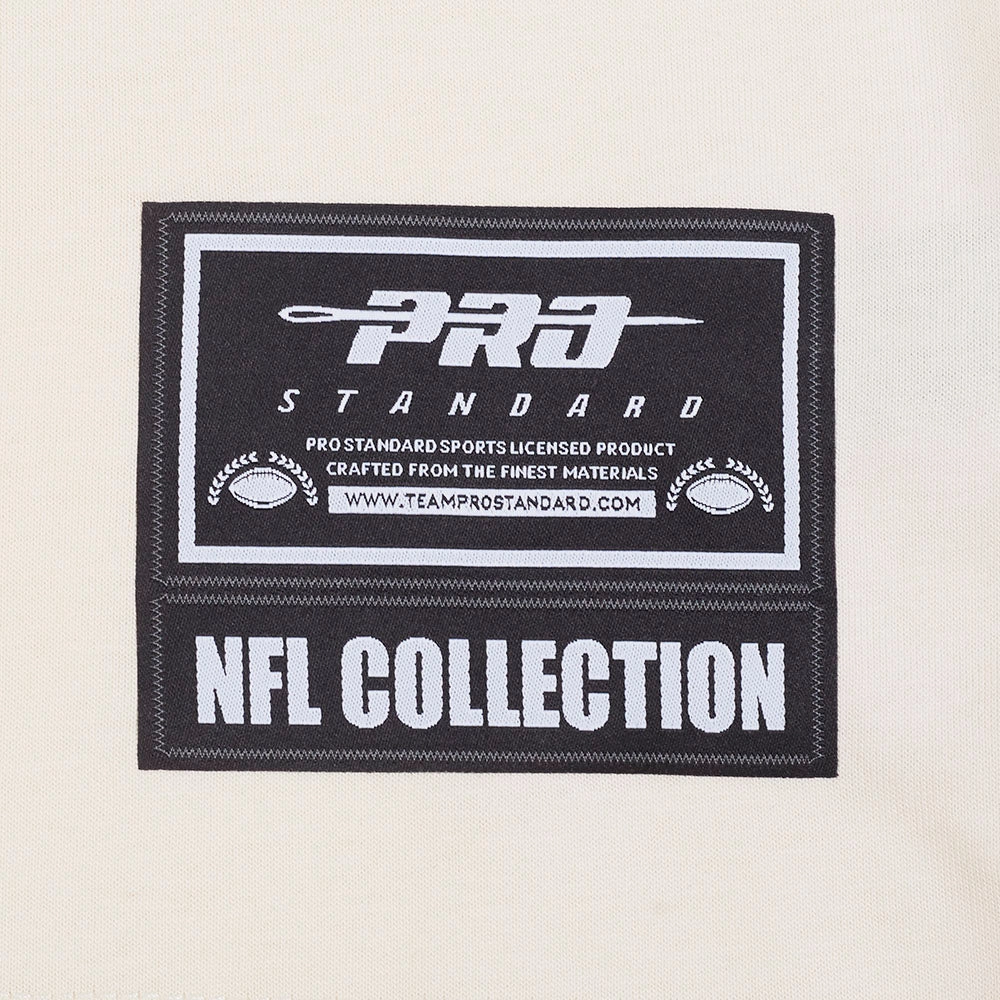 PRO
STANDARD
PRO STANDARD SPORTS LICENSED PRODUCT
CRAFTED FROM THE FINEST MATERIALS
WWW.TEAMPROSTANDARD.COM
NFL COLLECTION